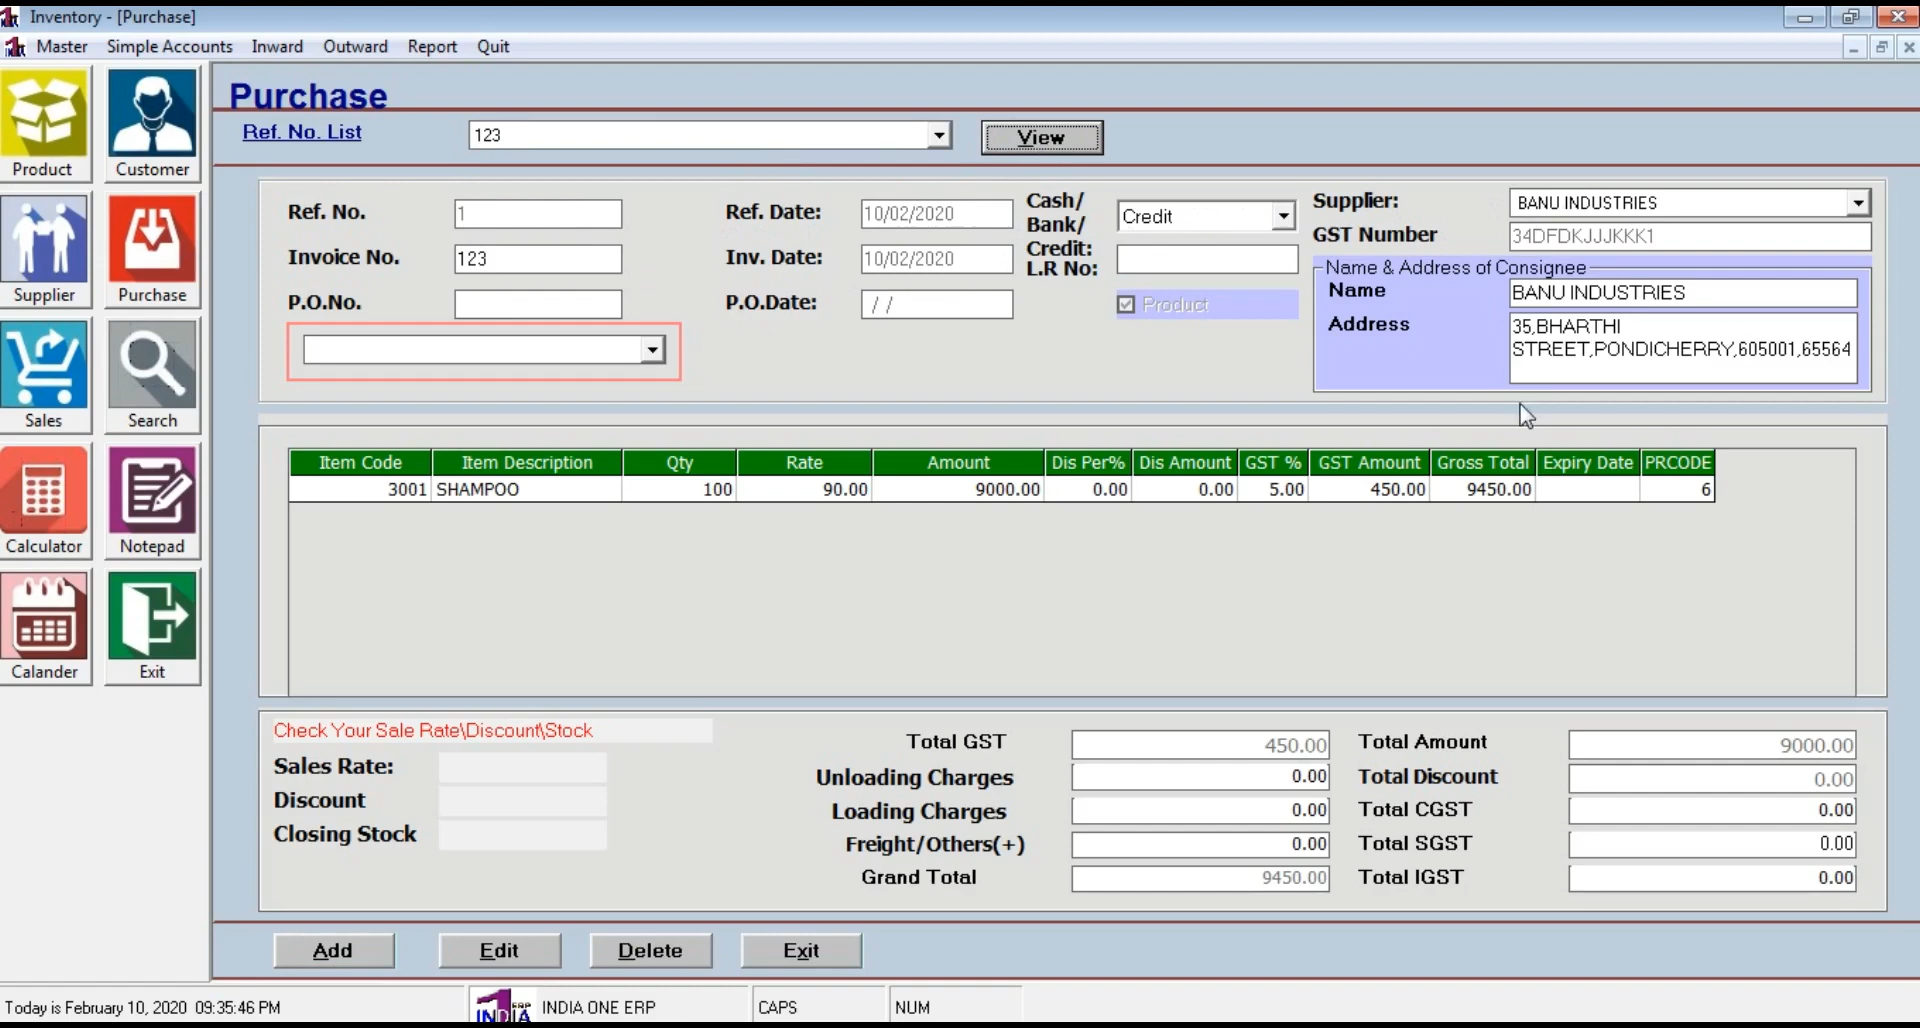 Inventory - [Purchase]
Master Simple Accounts Inward Outward Report Quit
Product
Customer
Supplier
Purchase
Sales
Search
Calculator
Notepad
Calander
Exit
Purchase
Ref. No. List 123 View
Ref. No. 1
Invoice No. 123
P.O.No.
Ref. Date: 10/02/2020
Inv. Date: 10/02/2020
P.O.Date: / /
Cash/
Bank/
Credit: Credit
L.R No:
Product
Supplier: BANU INDUSTRIES
GST Number 34DFDKJJJKKK1
Name & Address of Consignee
Name BANU INDUSTRIES
Address 35,BHARTHI
STREET,PONDICHERRY,605001,65564
Item Code Item Description Qty Rate Amount Dis Per% Dis Amount GST % GST Amount Gross Total Expiry Date PRCODE
3001 SHAMPOO 100 90.00 9000.00 0.00 0.00 5.00 450.00 9450.00 6
Check Your Sale Rate\Discount\Stock
Sales Rate:
Discount
Closing Stock
Total GST 450.00
Unloading Charges 0.00
Loading Charges 0.00
Freight/Others(+) 0.00
Grand Total 9450.00
Total Amount 9000.00
Total Discount 0.00
Total CGST 0.00
Total SGST 0.00
Total IGST 0.00
Add Edit Delete Exit
Today is February 10, 2020 09:35:46 PM INDIA ERP INDIA ONE ERP CAPS NUM